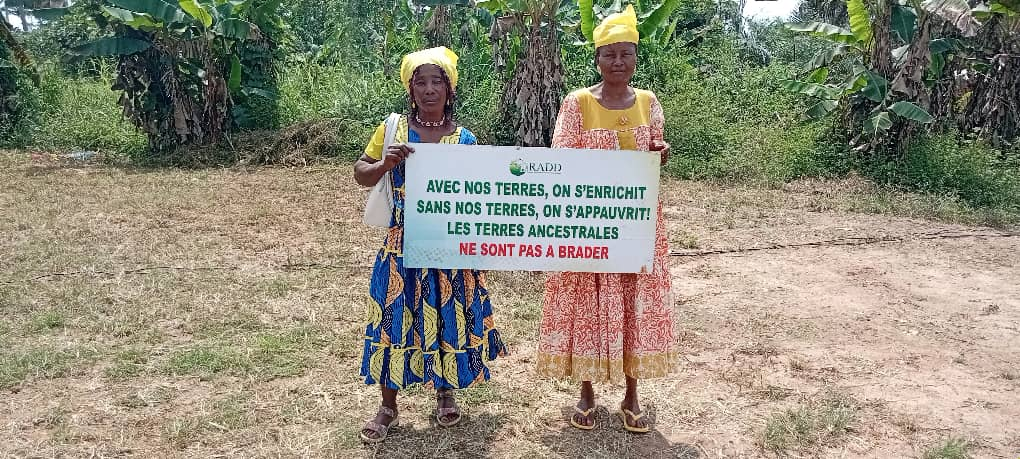 RADD
AVEC NOS TERRES, ON S'ENRICHIT
SANS NOS TERRES, ON S'APPAUVRIT!
LES TERRES ANCESTRALES
NE SONT PAS A BRADER